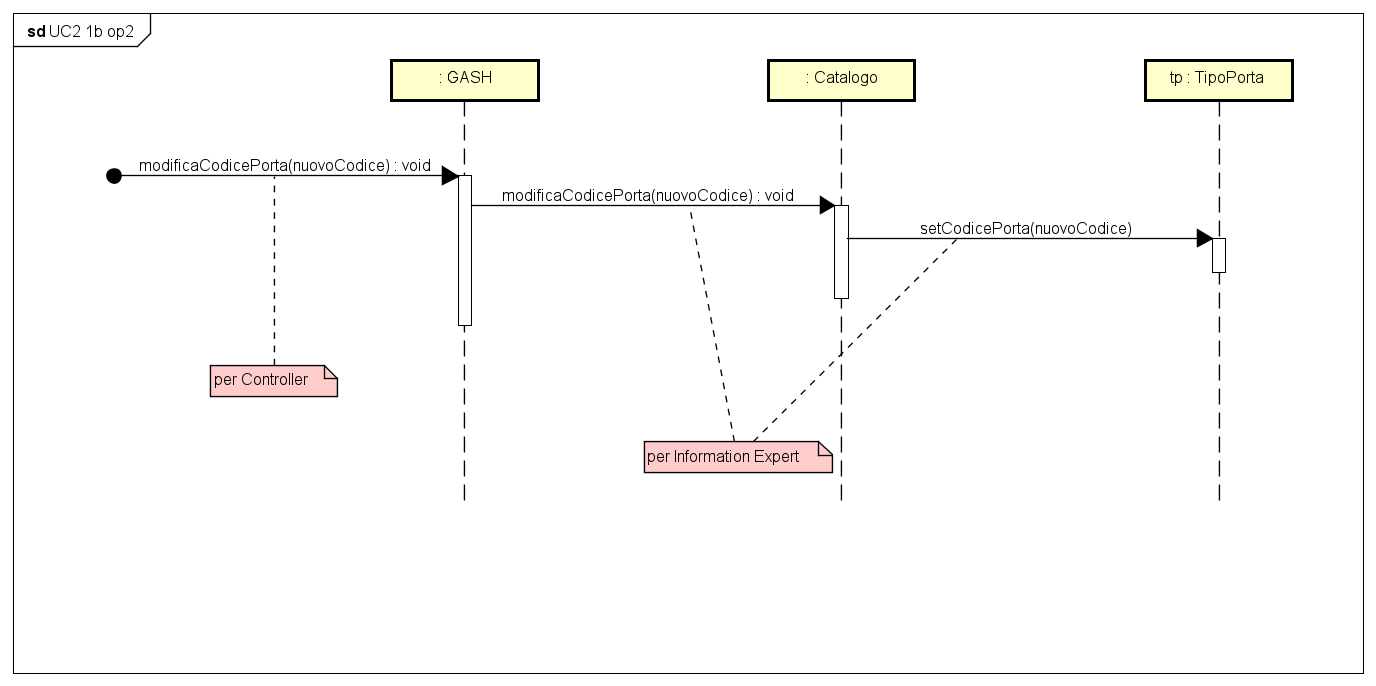 sd UC2 1b op2
: GASH
: Catalogo
tp : TipoPorta
modificaCodicePorta(nuovoCodice) : void
modificaCodicePorta(nuovoCodice) : void
setCodicePorta(nuovoCodice)
per Controller
per Information Expert